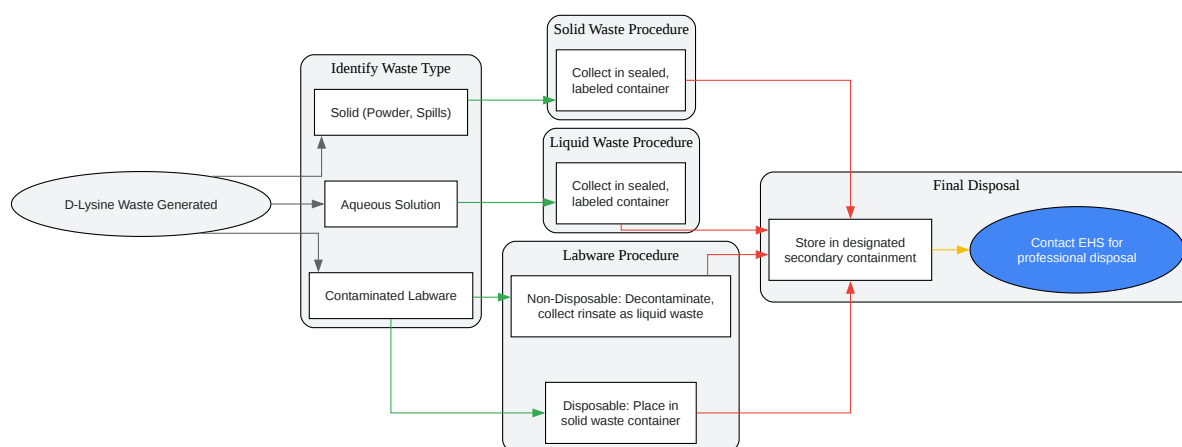 D-Lysine Waste Generated
Identify Waste Type
Solid (Powder, Spills)
Aqueous Solution
Contaminated Labware
Solid Waste Procedure
Collect in sealed,
labeled container
Liquid Waste Procedure
Collect in sealed,
labeled container
Labware Procedure
Non-Disposable: Decontaminate,
collect rinsate as liquid waste
Disposable: Place in
solid waste container
Final Disposal
Store in designated
secondary containment
Contact EHS for
professional disposal